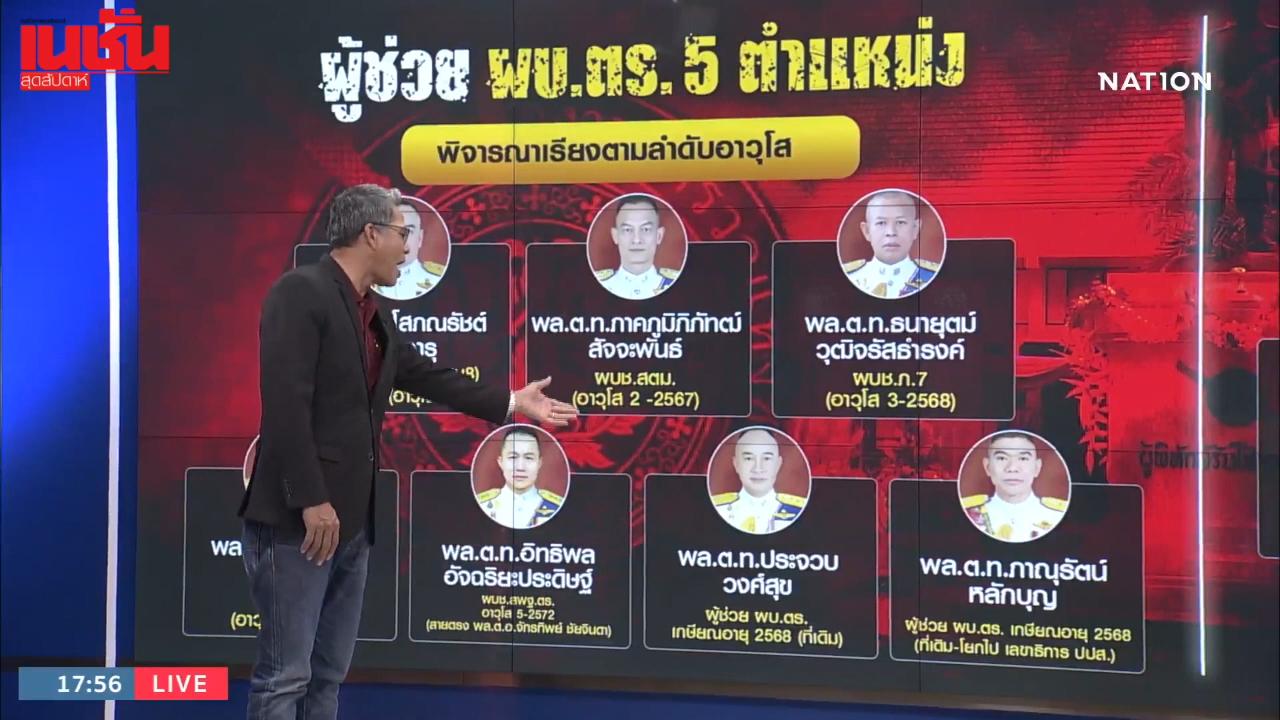 เนชั่น
สุดสัปดาห์
NATION
ผู้ช่วย ผบ.ตร. 5 ตำแหน่ง
พิจารณาเรียงตามลำดับอาวุโส
โสภณรัชต์
พล.ต.ท.ภาคภูมิภิภัทฒ์
สัจจะพันธ์
ผบช.สตม.
(อาวุโส 2 -2567)
พล.ต.ท.ธนายุตม์
วุฒิจรัสธำรงค์
ผบช.ภ.7
(อาวุโส 3-2568)
พล.ต.ท.อิทธิพล
อัจฉริยะประดิษฐ์
ผบช.สพฐ.ตร.
อาวุโส 5-2572
(สายตรง พล.ต.อ.จักรทิพย์ ชัยจินดา)
พล.ต.ท.ประจวบ
วงศ์สุข
ผู้ช่วย ผบ.ตร.
เกษียณอายุ 2568 (ที่เดิม)
พล.ต.ท.ภาณุรัตน์
หลักบุญ
ผู้ช่วย ผบ.ตร. เกษียณอายุ 2568
(ที่เดิม-โยกไป เลขาธิการ ปปส.)
17:56 LIVE